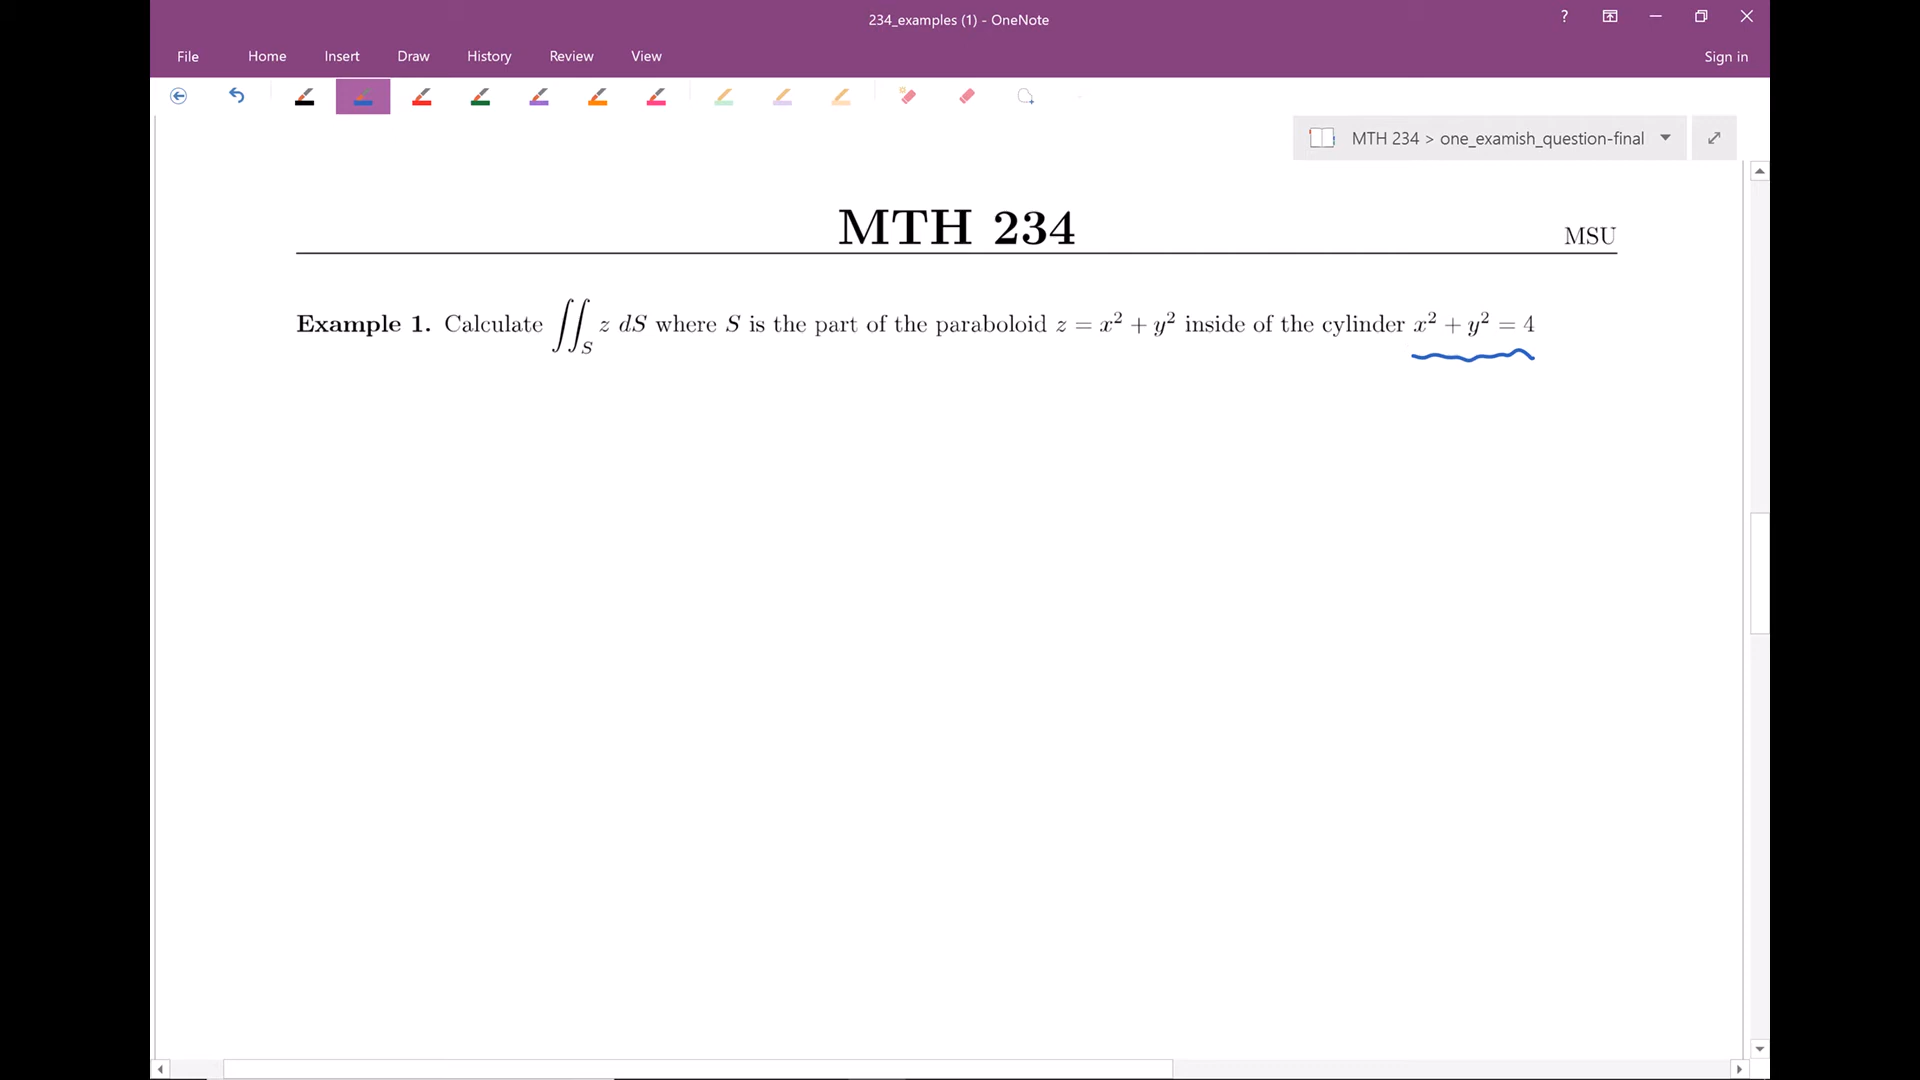 234_examples (1) - OneNote
?
File Home Insert Draw History Review View Sign in
MTH 234 > one_examish_question-final
MTH 234 MSU
Example 1. Calculate ∬_S z dS where S is the part of the paraboloid z = x² + y² inside of the cylinder x² + y² = 4